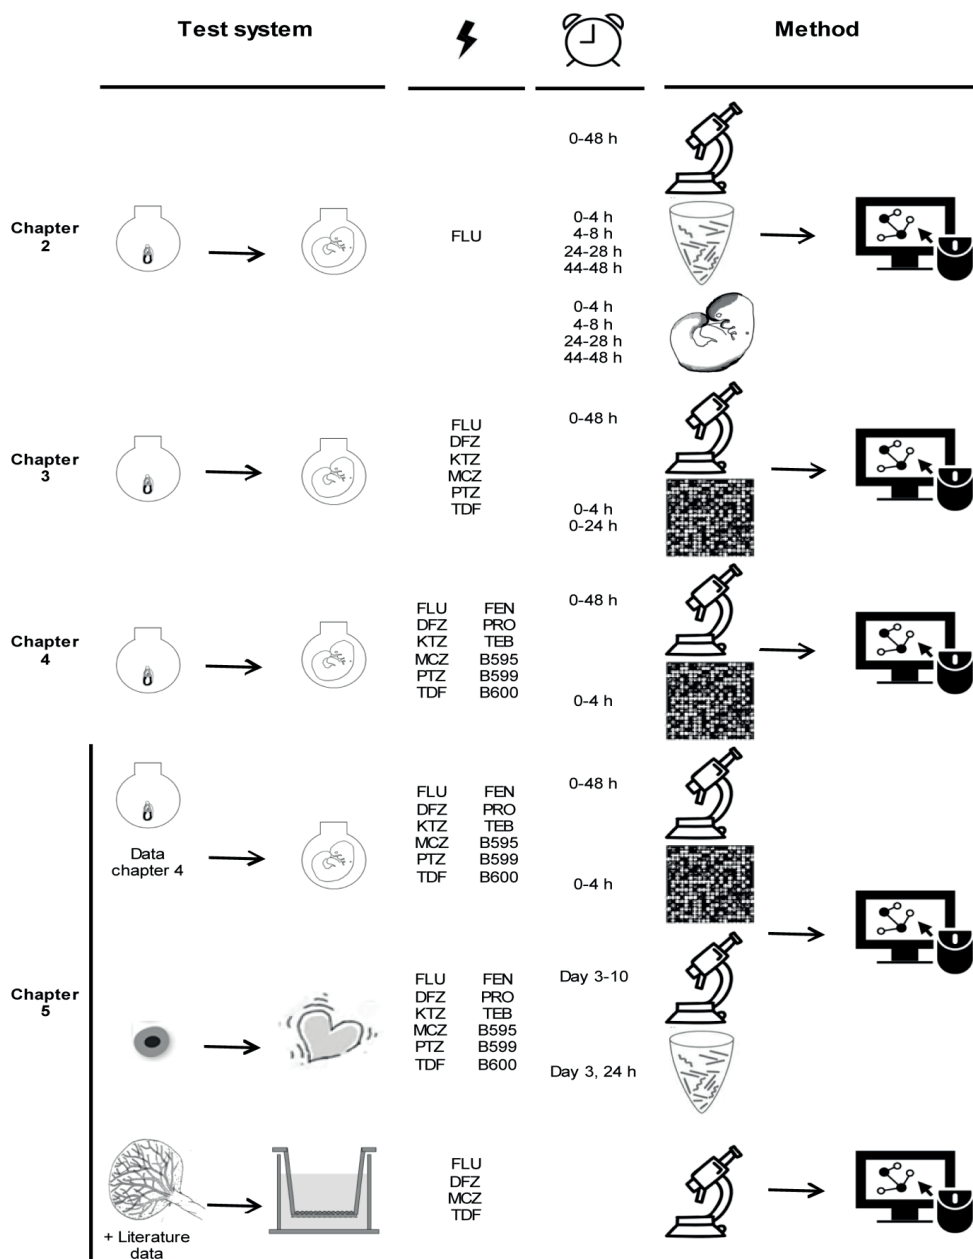 Test system
Method
Chapter
2
FLU
0-48 h
0-4 h
4-8 h
24-28 h
44-48 h
0-4 h
4-8 h
24-28 h
44-48 h
Chapter
3
FLU
DFZ
KTZ
MCZ
PTZ
TDF
0-48 h
0-4 h
0-24 h
Chapter
4
FLU FEN
DFZ PRO
KTZ TEB
MCZ B595
PTZ B599
TDF B600
0-48 h
0-4 h
Chapter
5
Data
chapter 4
FLU FEN
DFZ PRO
KTZ TEB
MCZ B595
PTZ B599
TDF B600
0-48 h
0-4 h
FLU FEN
DFZ PRO
KTZ TEB
MCZ B595
PTZ B599
TDF B600
Day 3-10
Day 3, 24 h
+ Literature
data
FLU
DFZ
MCZ
TDF